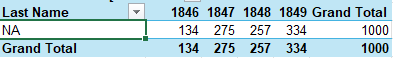 Last Name 1846 1847 1848 1849 Grand Total
NA 134 275 257 334 1000
Grand Total 134 275 257 334 1000